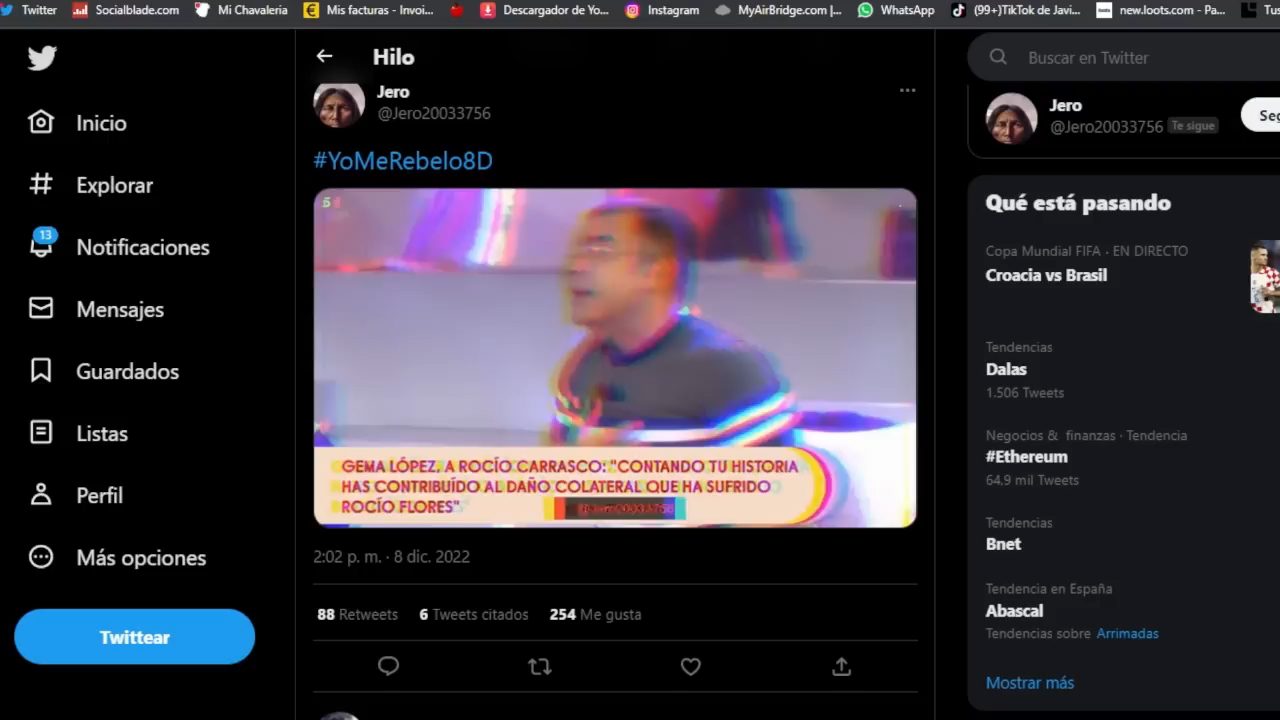 Twitter
Socialblade.com
Mi Chavaleria
Mis facturas - Invoi...
Descargador de Yo...
Instagram
MyAirBridge.com |...
WhatsApp
(99+)TikTok de Javi...
new.loots.com - Pa...
Tus
Hilo
Buscar en Twitter
Jero
@Jero20033756
Jero
@Jero20033756 Te sigue
Seg
#YoMeRebelo8D
Inicio
Explorar
13
Notificaciones
Mensajes
Guardados
Listas
Perfil
Más opciones
Twittear
GEMA LÓPEZ, A ROCÍO CARRASCO: "CONTANDO TU HISTORIA
HAS CONTRIBUÍDO AL DAÑO COLATERAL QUE HA SUFRIDO
ROCÍO FLORES"
@Jero20033756
2:02 p. m. · 8 dic. 2022
88 Retweets 6 Tweets citados 254 Me gusta
Qué está pasando
Copa Mundial FIFA · EN DIRECTO
Croacia vs Brasil
Tendencias
Dalas
1.506 Tweets
Negocios & finanzas · Tendencia
#Ethereum
64,9 mil Tweets
Tendencias
Bnet
Tendencia en España
Abascal
Tendencias sobre Arrimadas
Mostrar más